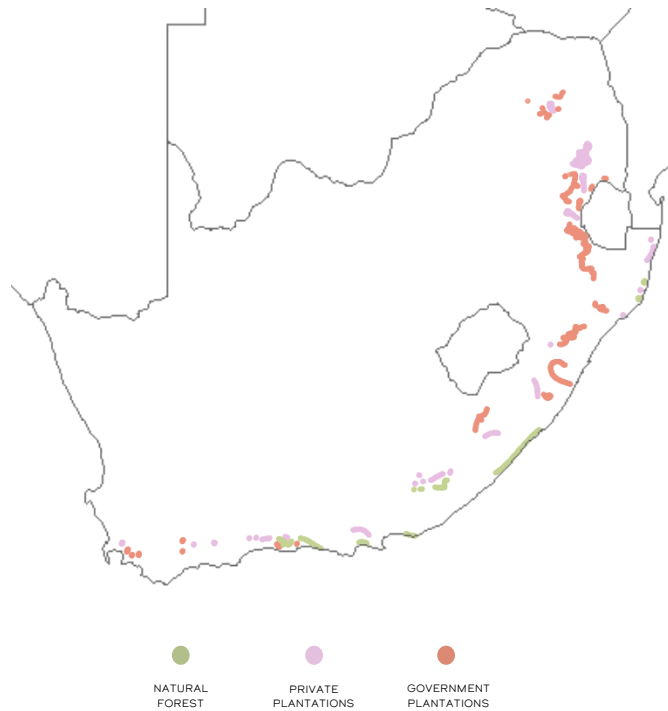 NATURAL
FOREST
PRIVATE
PLANTATIONS
GOVERNMENT
PLANTATIONS